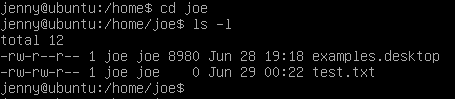 jenny@ubuntu:/home$ cd joe
jenny@ubuntu:/home/joe$ ls -l
total 12
-rw-r--r-- 1 joe joe 8980 Jun 28 19:18 examples.desktop
-rw-rw-r-- 1 joe joe    0 Jun 29 00:22 test.txt
jenny@ubuntu:/home/joe$